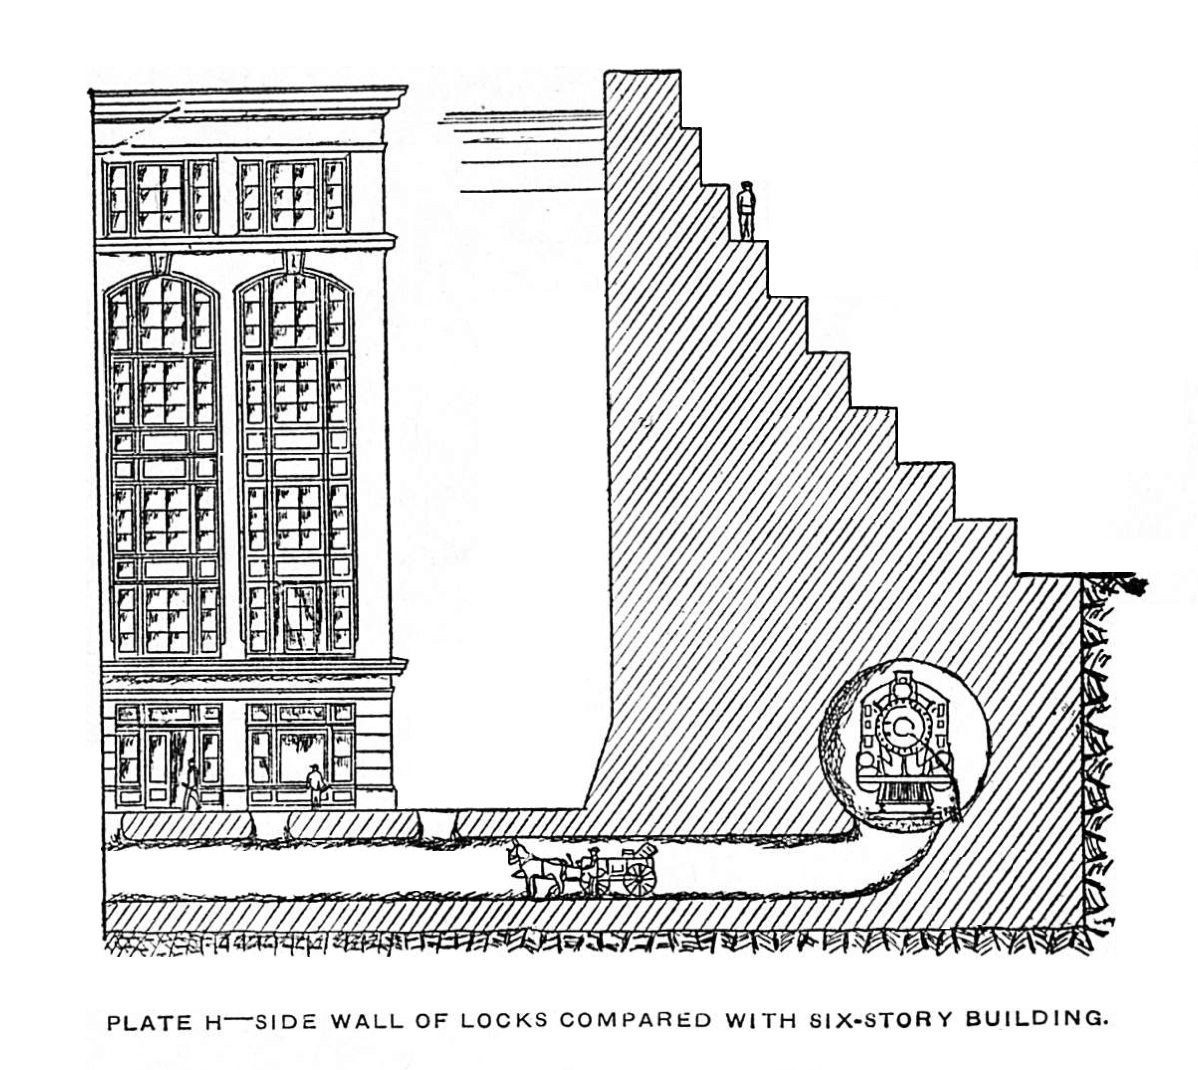 PLATE H—SIDE WALL OF LOCKS COMPARED WITH SIX-STORY BUILDING.